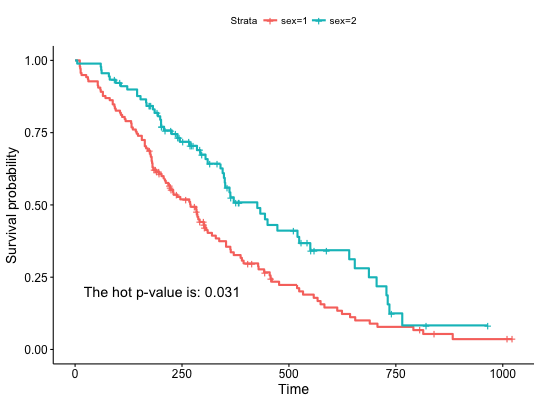 Strata sex=1 sex=2
Survival probability
1.00
0.75
0.50
0.25
0.00
The hot p-value is: 0.031
0 250 500 750 1000
Time